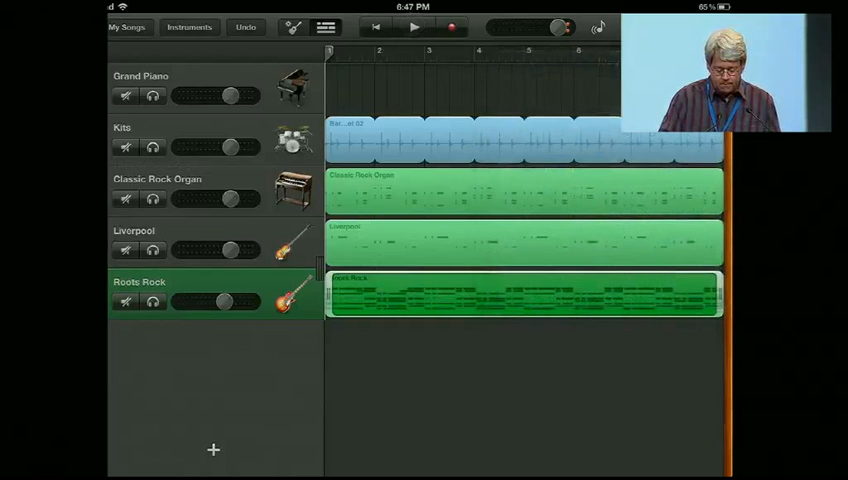 6:47 PM
65%
My Songs
Instruments
Undo
1 2 3 4 5 6
Grand Piano
Kits
Classic Rock Organ
Classic Rock Organ
Liverpool
Liverpool
Roots Rock
Roots Rock